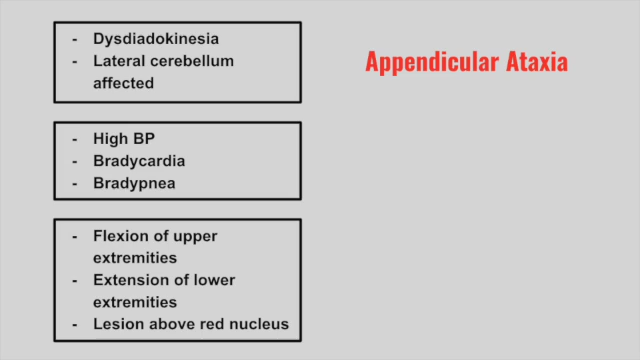 - Dysdiadokinesia
- Lateral cerebellum
affected
Appendicular Ataxia
- High BP
- Bradycardia
- Bradypnea
- Flexion of upper
extremities
- Extension of lower
extremities
- Lesion above red nucleus